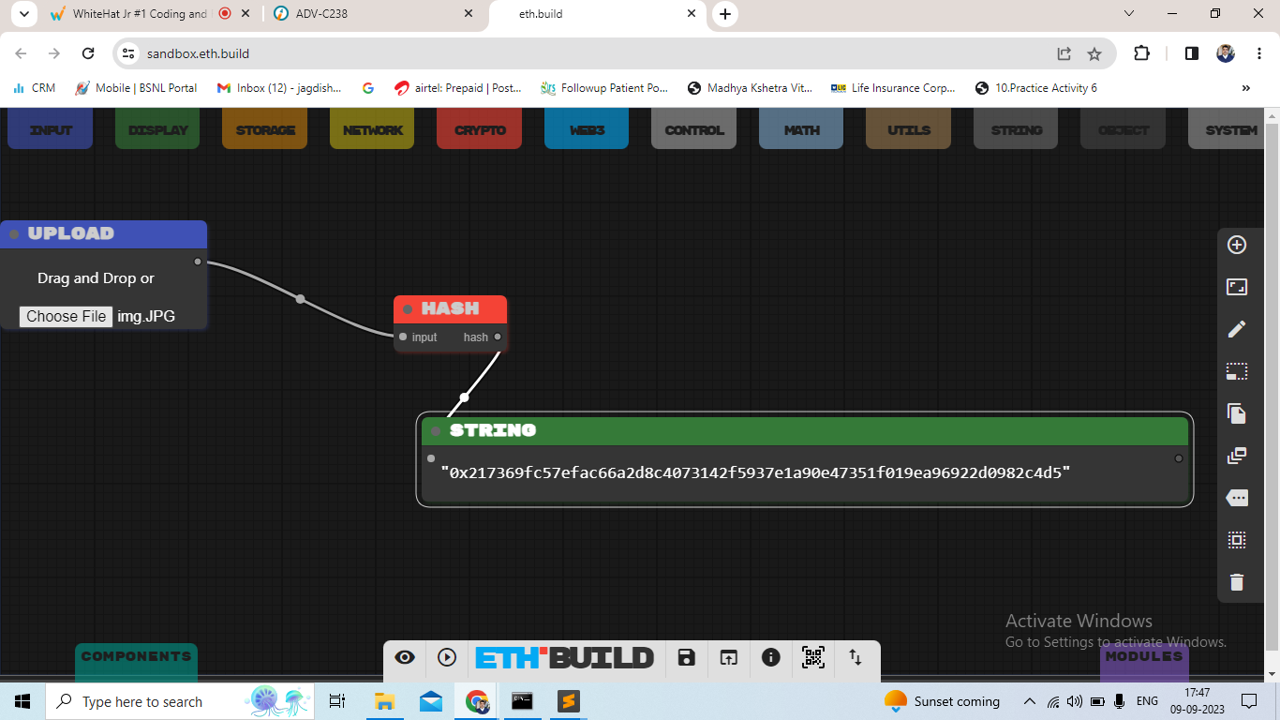 WhiteHat Jr #1 Coding and
ADV-C238
eth.build
sandbox.eth.build
CRM
Mobile | BSNL Portal
Inbox (12) - jagdish...
airtel: Prepaid | Post...
Followup Patient Po...
Madhya Kshetra Vit...
Life Insurance Corp...
10.Practice Activity 6
»
INPUT
DISPLAY
STORAGE
NETWORK
CRYPTO
WEB3
CONTROL
MATH
UTILS
STRING
OBJECT
SYSTEM
UPLOAD
Drag and Drop or
Choose File img.JPG
HASH
input hash
STRING
"0x217369fc57efac66a2d8c4073142f5937e1a90e47351f019ea96922d0982c4d5"
Activate Windows
Go to Settings to activate Windows.
COMPONENTS
ETH BUILD
MODULES
Type here to search
Sunset coming
ENG
17:47
09-09-2023